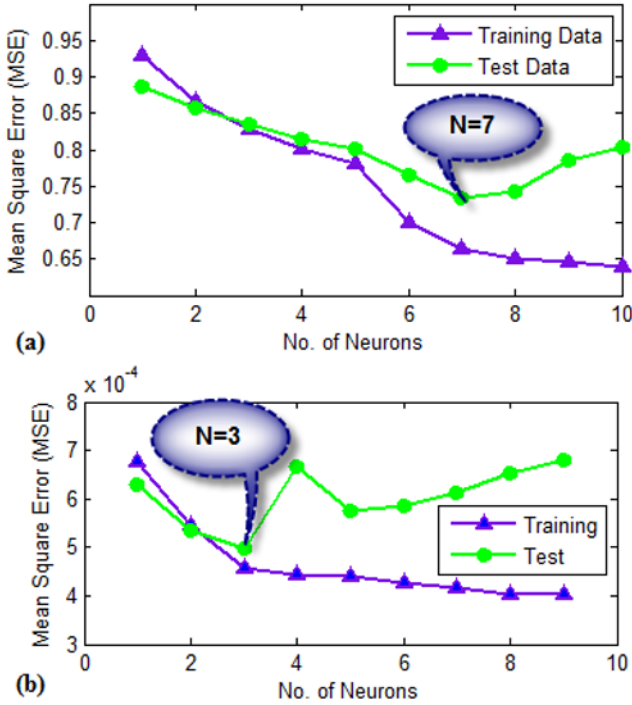 0.95
0.9
0.85
0.8
0.75
0.7
0.65
Mean Square Error (MSE)
Training Data
Test Data
N=7
0 2 4 6 8 10
No. of Neurons
(a)
× 10⁻⁴
8
7
6
5
4
3
Mean Square Error (MSE)
N=3
Training
Test
0 2 4 6 8 10
No. of Neurons
(b)